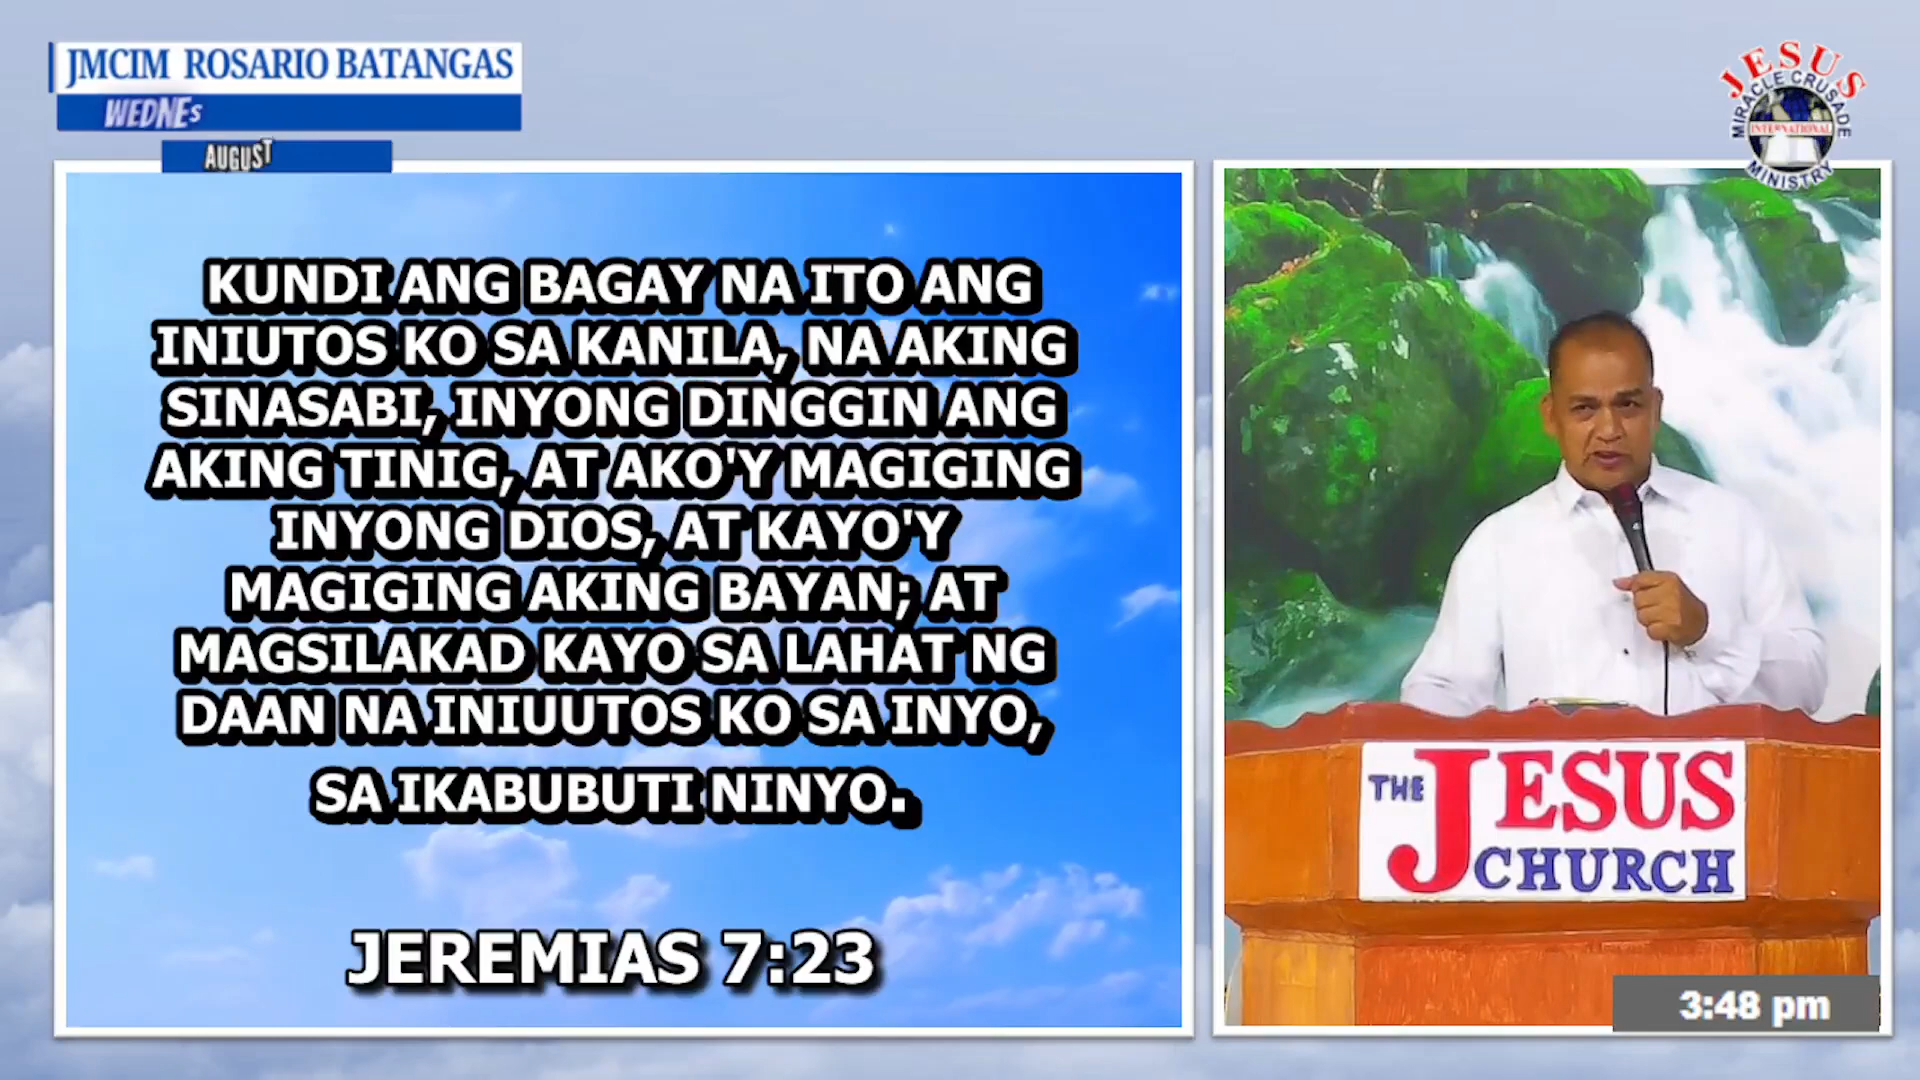 JMCIM ROSARIO BATANGAS
WEDNES
AUGUST
KUNDI ANG BAGAY NA ITO ANG
INIUTOS KO SA KANILA, NA AKING
SINASABI, INYONG DINGGIN ANG
AKING TINIG, AT AKO'Y MAGIGING
INYONG DIOS, AT KAYO'Y
MAGIGING AKING BAYAN; AT
MAGSILAKAD KAYO SA LAHAT NG
DAAN NA INIUUTOS KO SA INYO,
SA IKABUBUTI NINYO.
JEREMIAS 7:23
JESUS
MIRACLE CRUSADE
INTERNATIONAL
MINISTRY
THE JESUS
CHURCH
3:48 pm